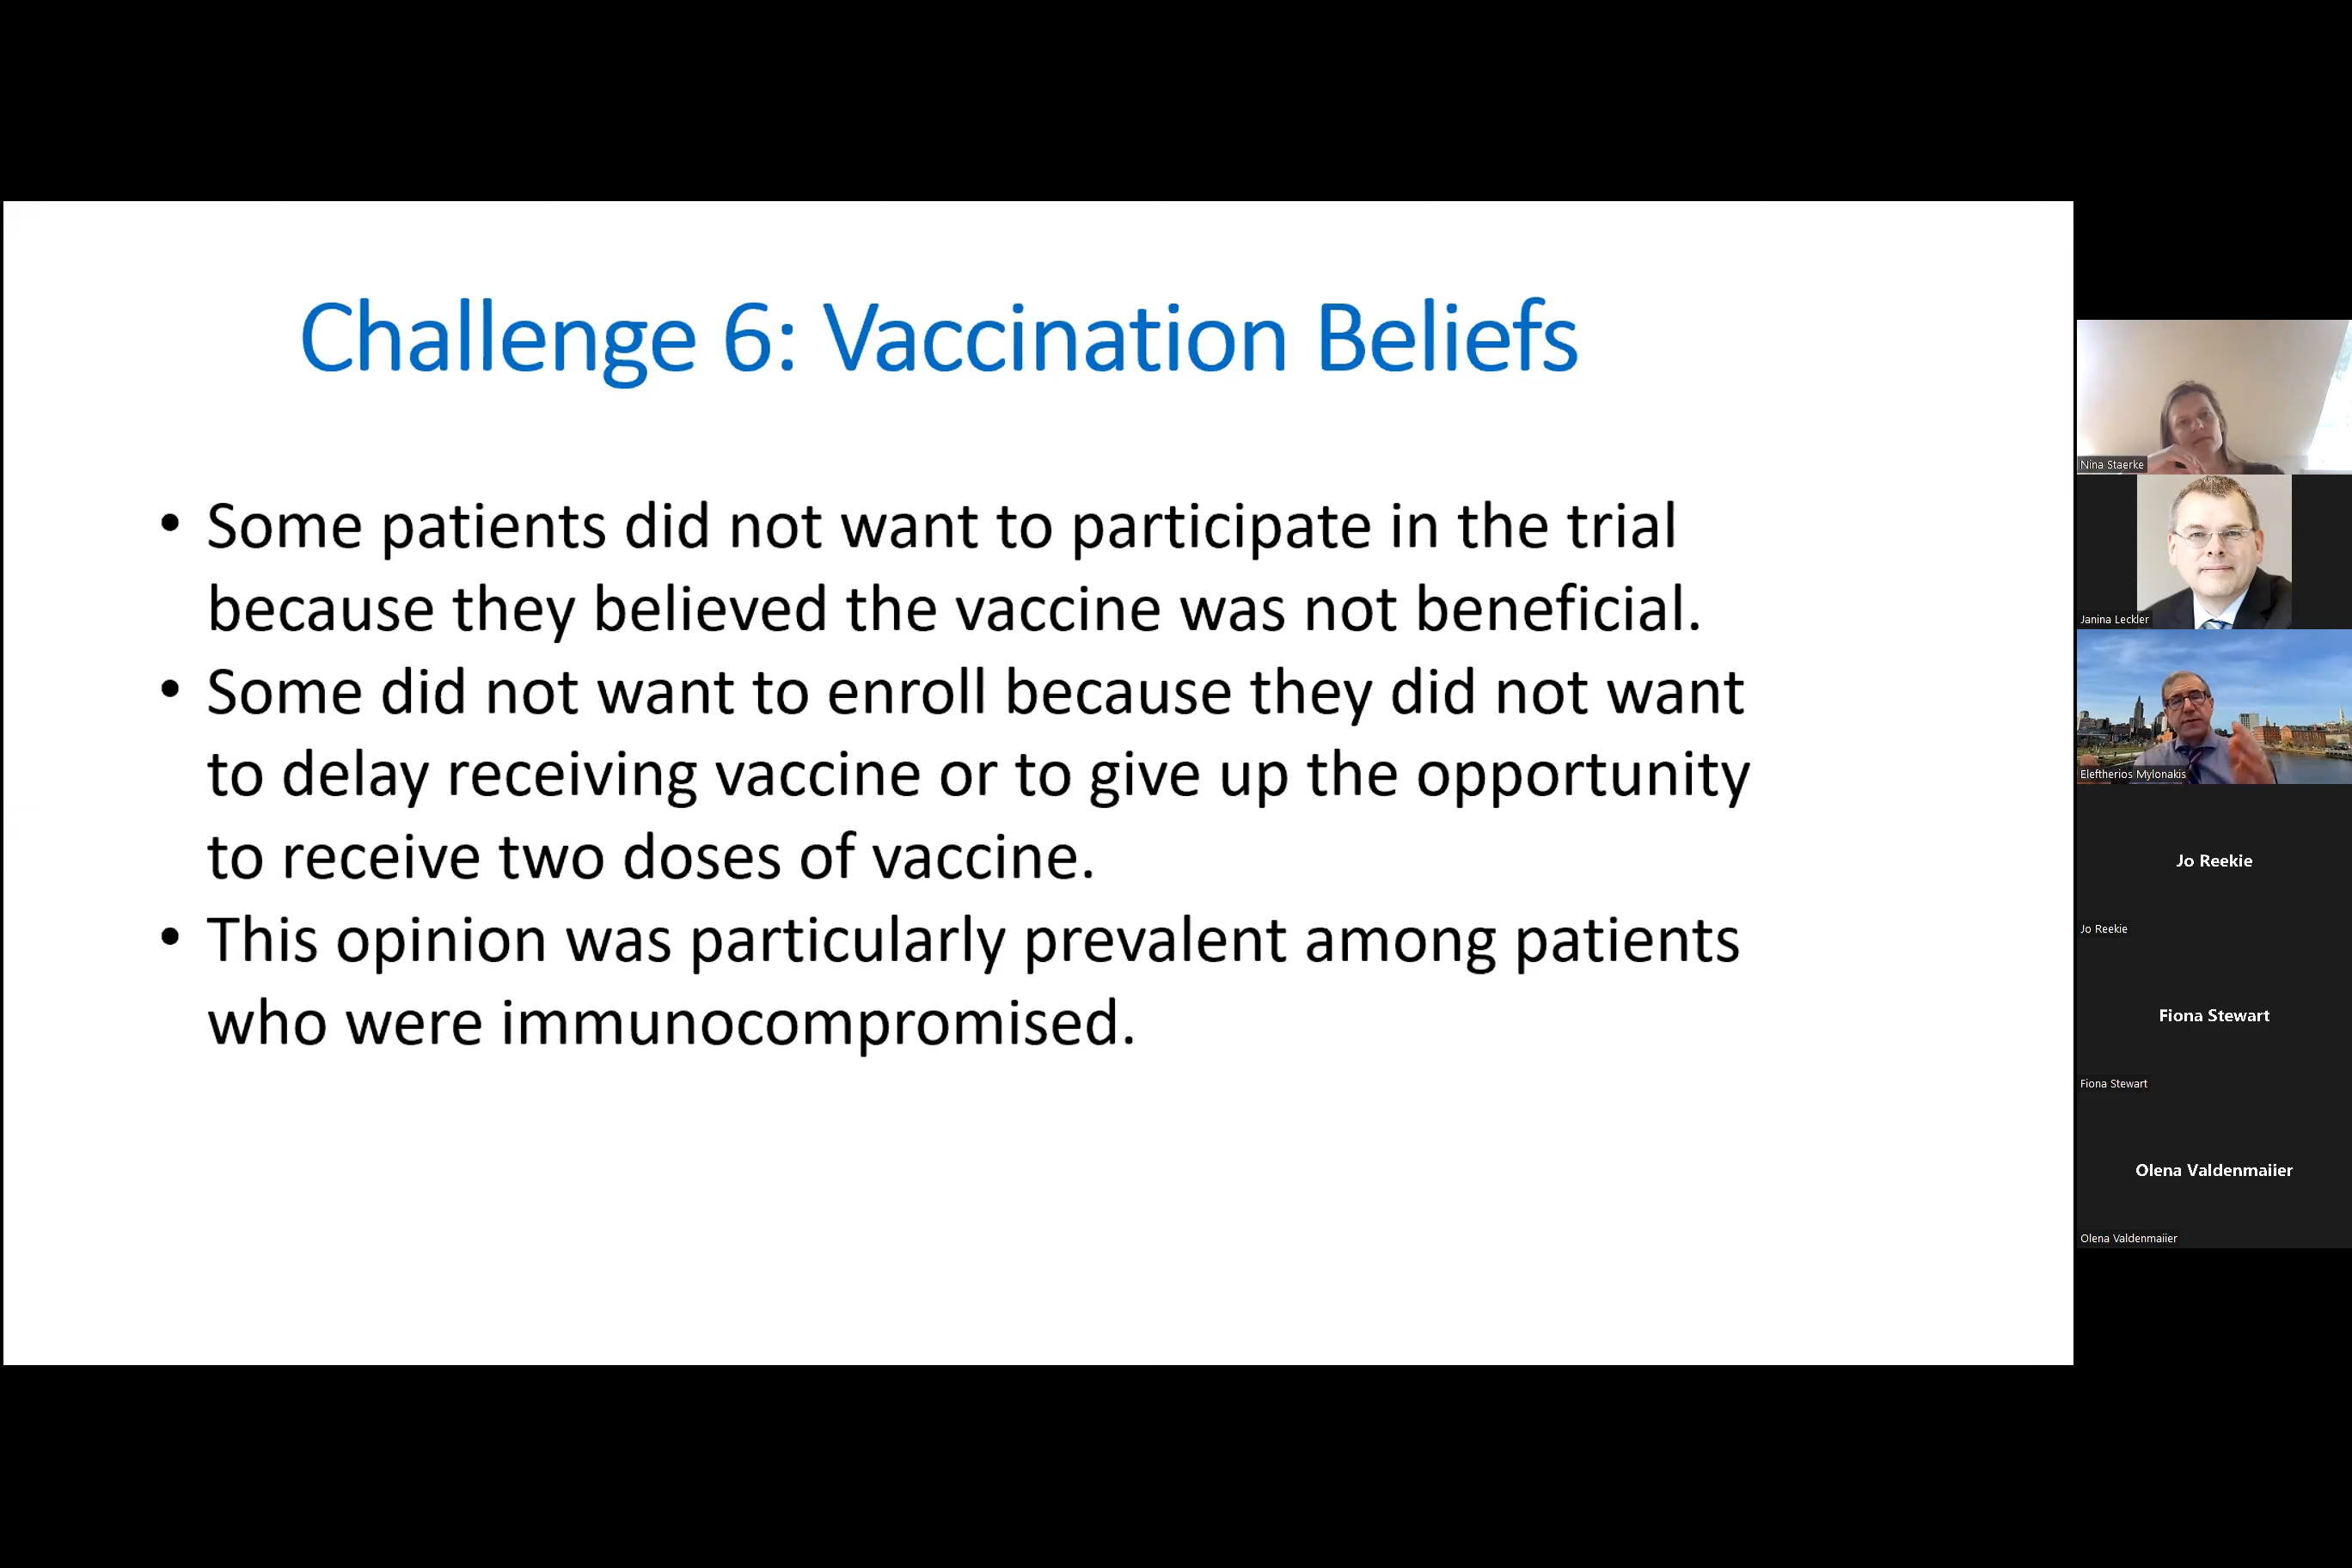 Challenge 6: Vaccination Beliefs
• Some patients did not want to participate in the trial
because they believed the vaccine was not beneficial.
• Some did not want to enroll because they did not want
to delay receiving vaccine or to give up the opportunity
to receive two doses of vaccine.
• This opinion was particularly prevalent among patients
who were immunocompromised.
Nina Staerke
Janina Leckler
Eleftherios Mylonakis
Jo Reekie
Jo Reekie
Fiona Stewart
Fiona Stewart
Olena Valdenmaiier
Olena Valdenmaiier